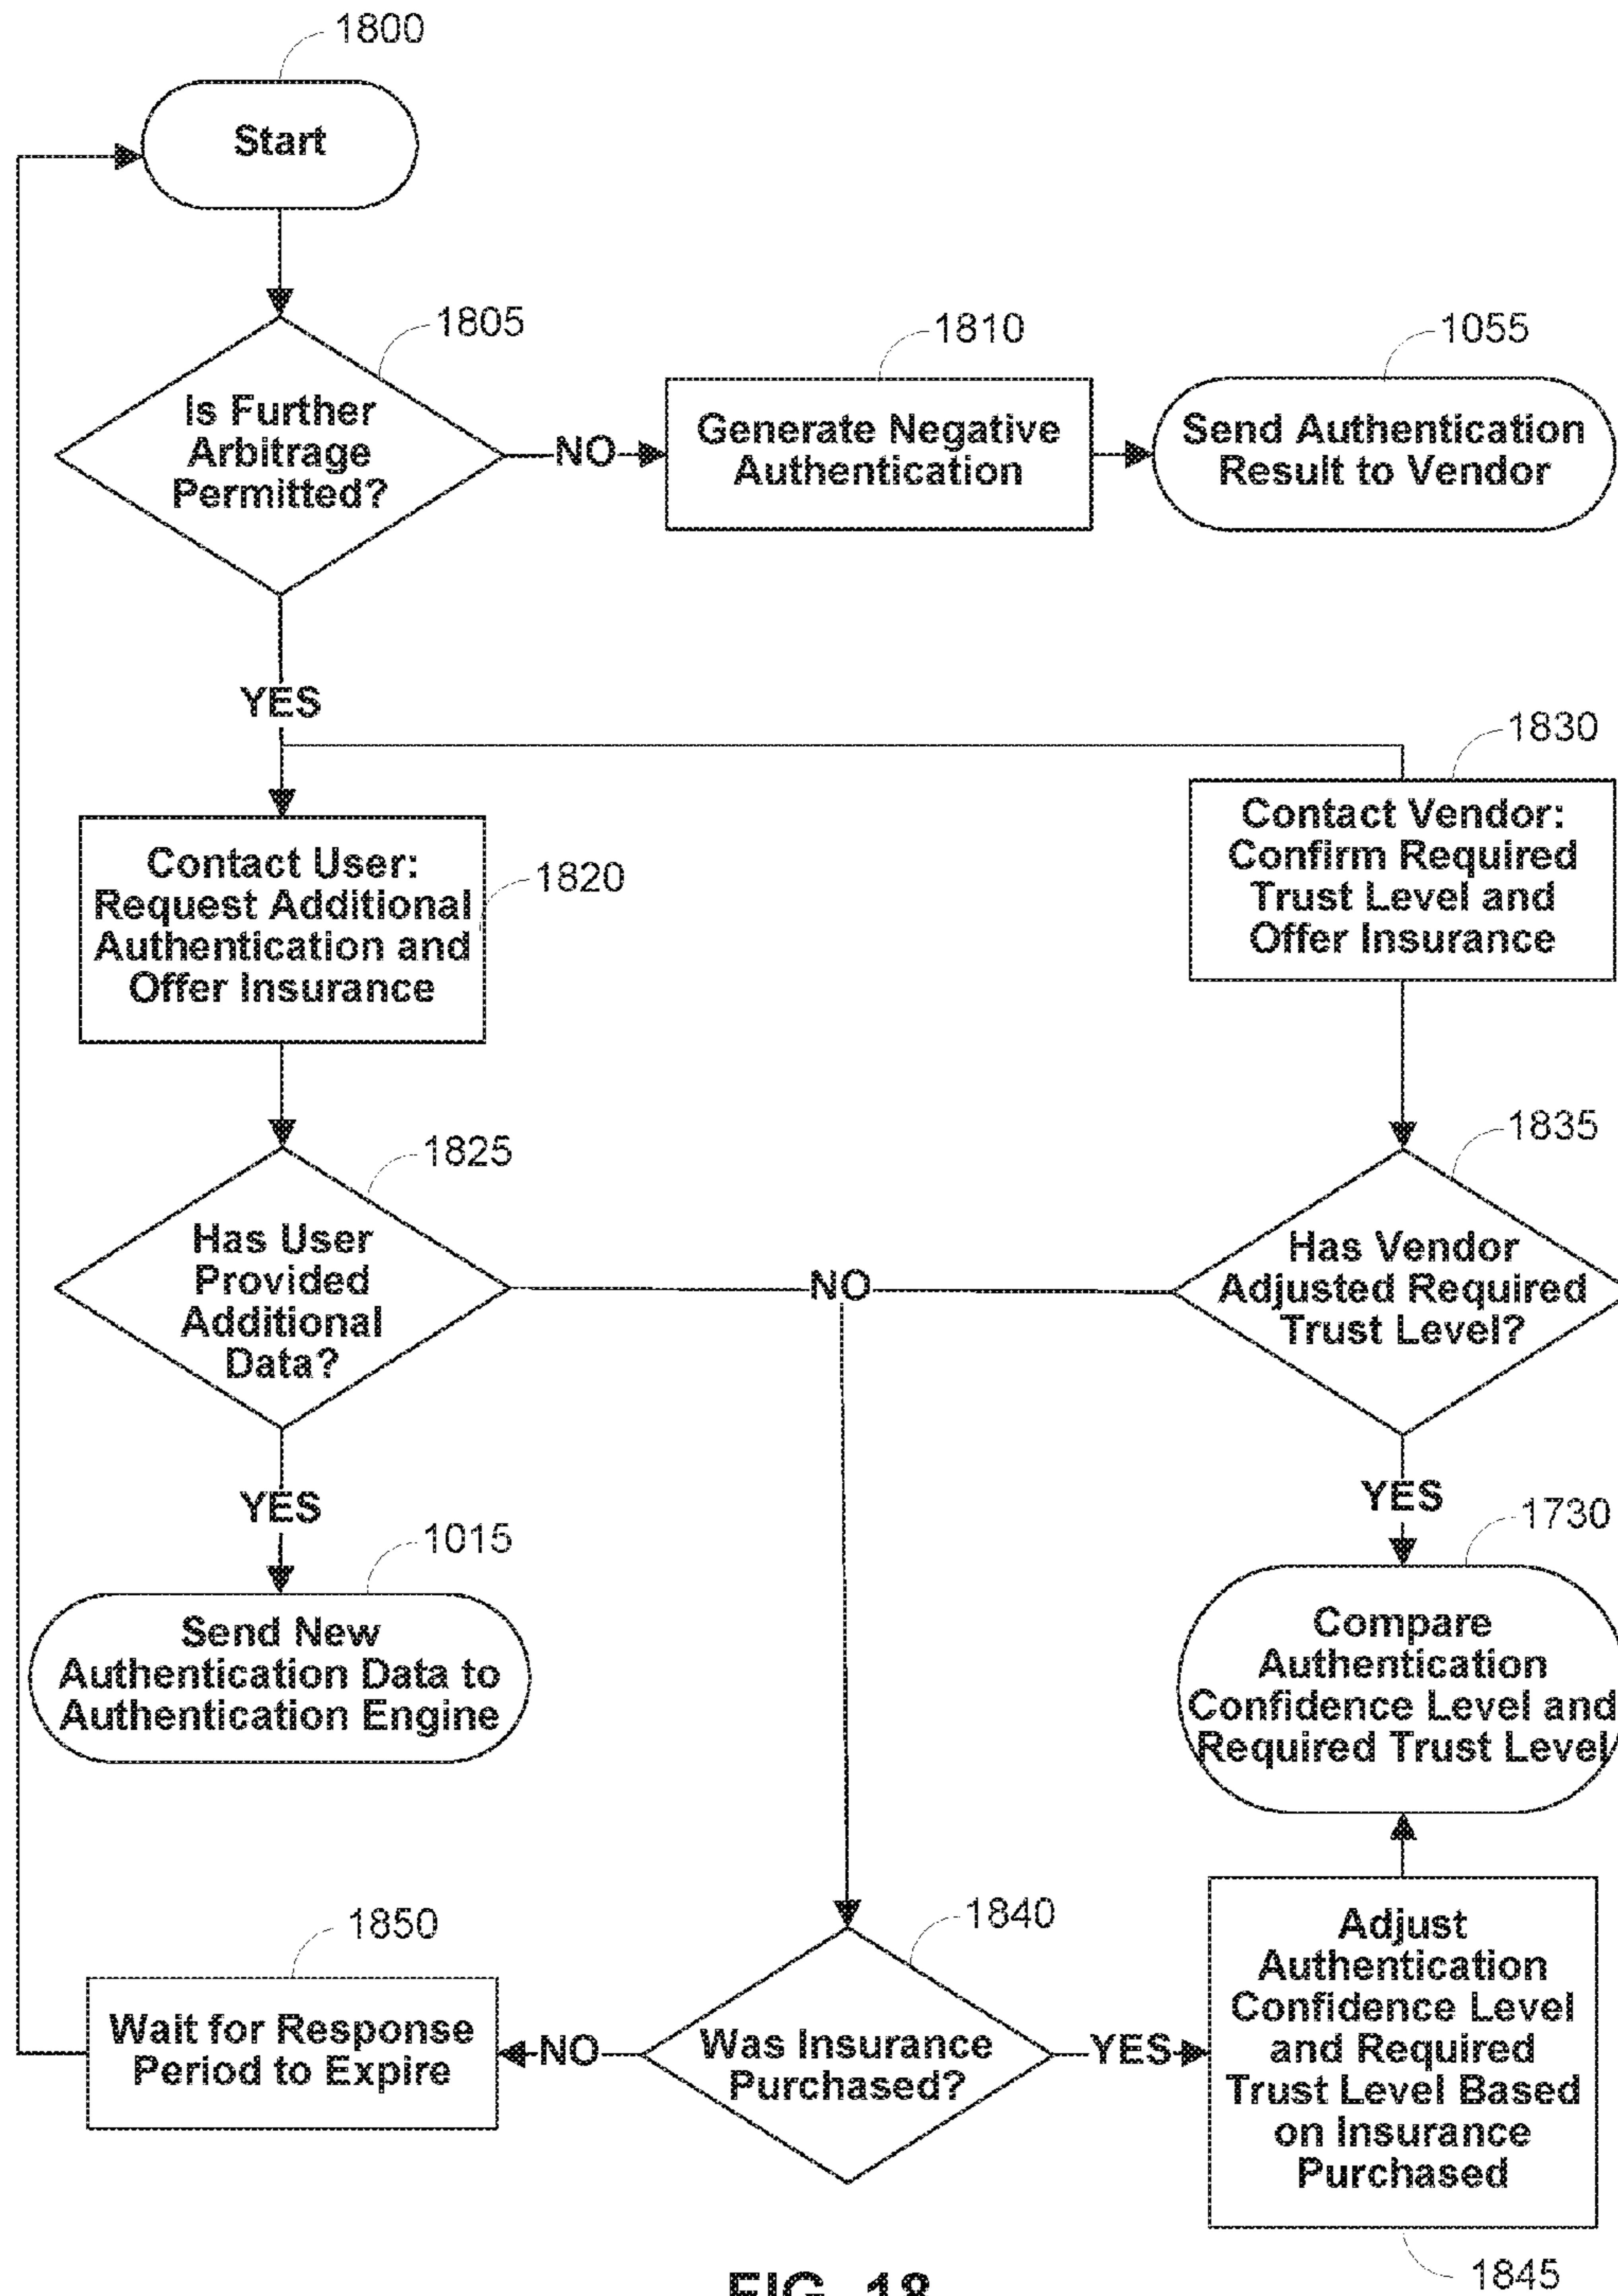 1800
Start
1805
Is Further
Arbitrage
Permitted?
NO
1810
Generate Negative
Authentication
1055
Send Authentication
Result to Vendor
YES
1830
Contact User:
Request Additional
Authentication and
Offer Insurance
1820
Contact Vendor:
Confirm Required
Trust Level and
Offer Insurance
1825
Has User
Provided
Additional
Data?
NO
1835
Has Vendor
Adjusted Required
Trust Level?
YES
1015
Send New
Authentication Data to
Authentication Engine
YES
1730
Compare
Authentication
Confidence Level and
Required Trust Level
1850
Wait for Response
Period to Expire
NO
1840
Was Insurance
Purchased?
YES
Adjust
Authentication
Confidence Level
and Required
Trust Level Based
on Insurance
Purchased
1845
FIG. 18